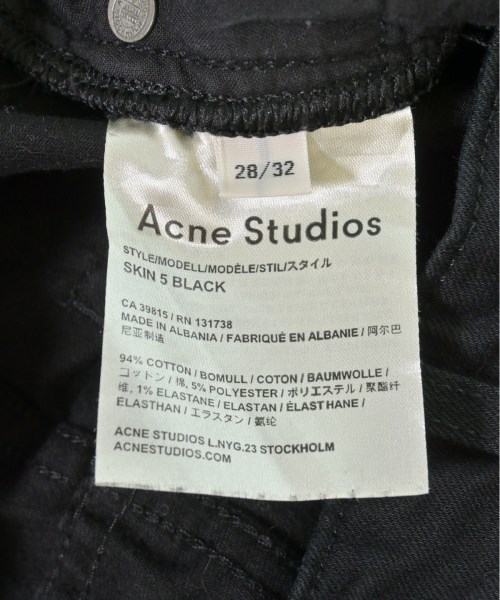 28/32
Acne Studios
STYLE/MODELL/MODÈLE/STIL/スタイル
SKIN 5 BLACK
CA 39815 / RN 131738
MADE IN ALBANIA / FABRIQUÉ EN ALBANIE / 阿尔巴
尼亚制造
94% COTTON / BOMULL / COTON / BAUMWOLLE /
コットン / 棉, 5% POLYESTER / ポリエステル / 聚酯纤
维, 1% ELASTANE / ELASTAN / ÉLASTHANE /
ELASTHAN / エラスタン / 氨纶
ACNE STUDIOS L.NYG.23 STOCKHOLM
ACNESTUDIOS.COM